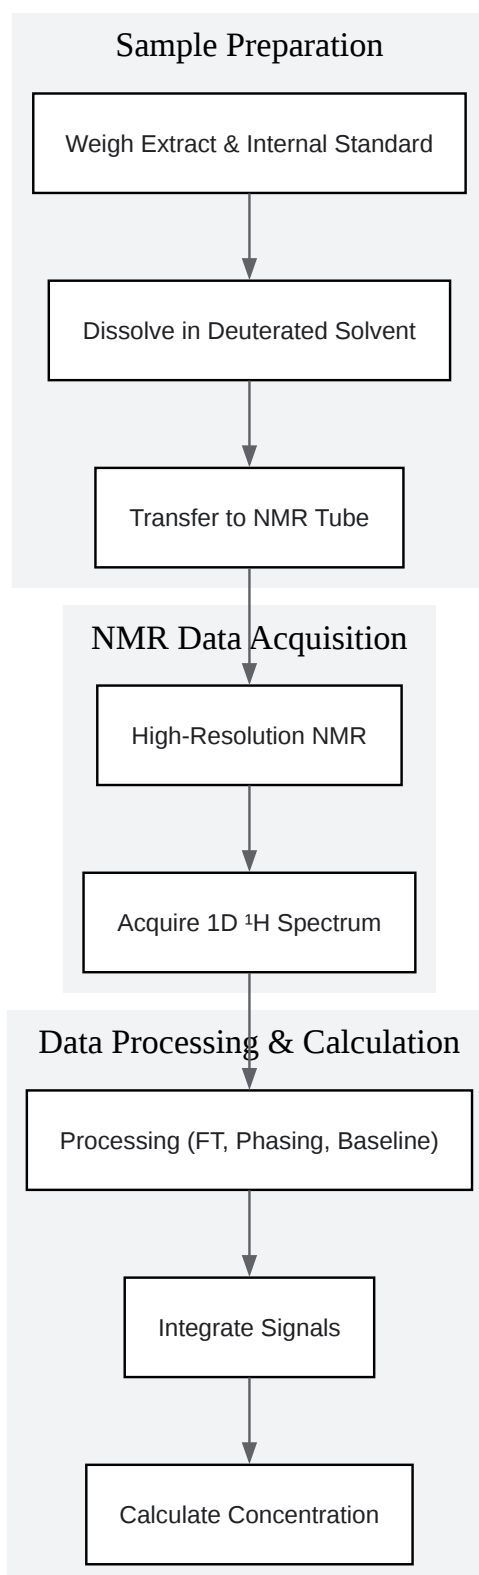 Sample Preparation
Weigh Extract & Internal Standard
Dissolve in Deuterated Solvent
Transfer to NMR Tube
NMR Data Acquisition
High-Resolution NMR
Acquire 1D ¹H Spectrum
Data Processing & Calculation
Processing (FT, Phasing, Baseline)
Integrate Signals
Calculate Concentration